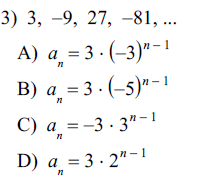 3) 3, −9, 27, −81, ...
A) aₙ = 3 · (−3)ⁿ⁻¹
B) aₙ = 3 · (−5)ⁿ⁻¹
C) aₙ = −3 · 3ⁿ⁻¹
D) aₙ = 3 · 2ⁿ⁻¹